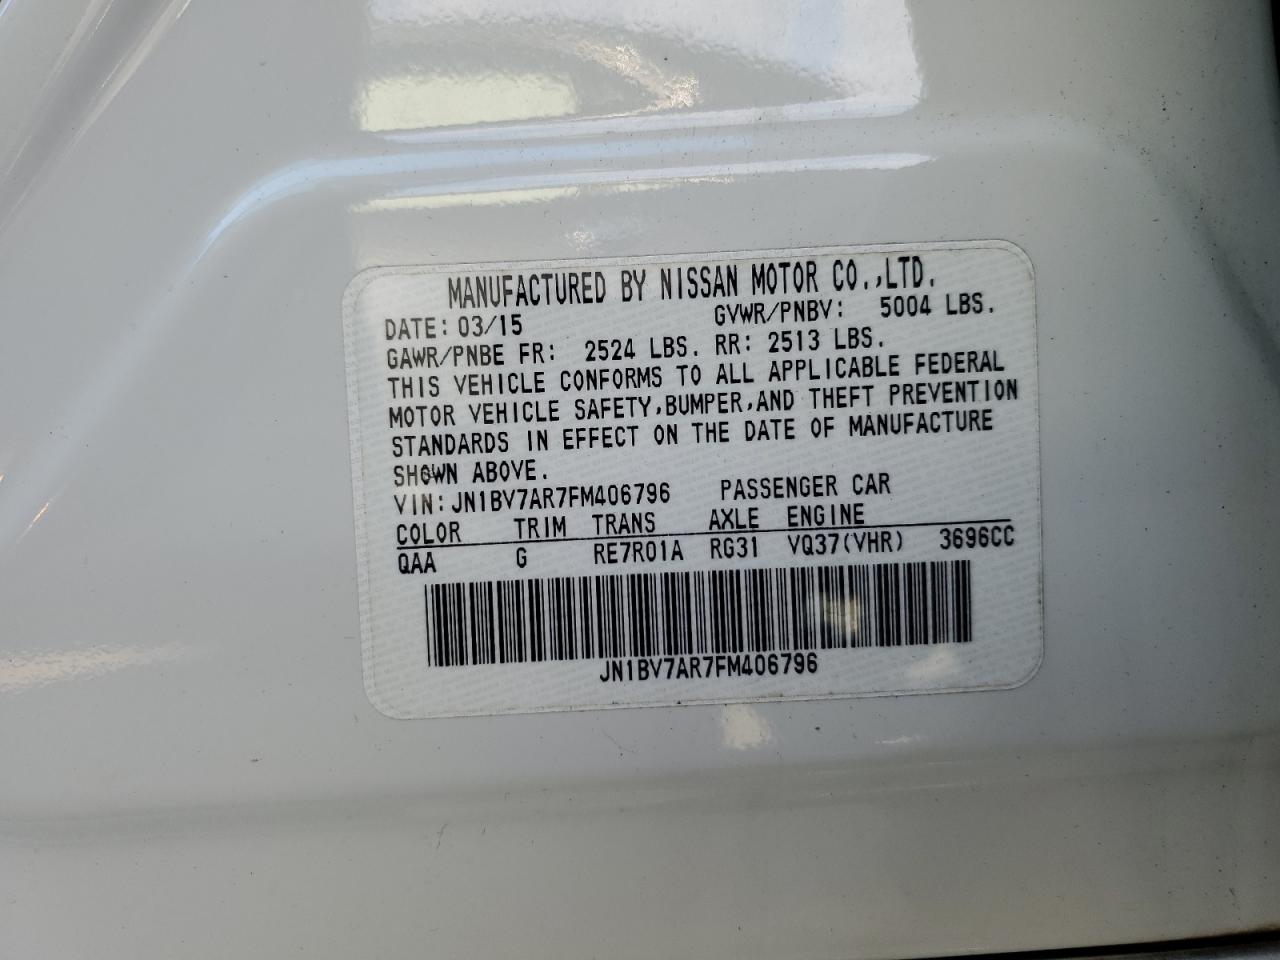 MANUFACTURED BY NISSAN MOTOR CO.,LTD.
DATE: 03/15 GVWR/PNBV: 5004 LBS.
GAWR/PNBE FR: 2524 LBS. RR: 2513 LBS.
THIS VEHICLE CONFORMS TO ALL APPLICABLE FEDERAL
MOTOR VEHICLE SAFETY,BUMPER,AND THEFT PREVENTION
STANDARDS IN EFFECT ON THE DATE OF MANUFACTURE
SHOWN ABOVE.
VIN: JN1BV7AR7FM406796 PASSENGER CAR
COLOR TRIM TRANS AXLE ENGINE
QAA G RE7R01A RG31 VQ37(VHR) 3696CC
JN1BV7AR7FM406796